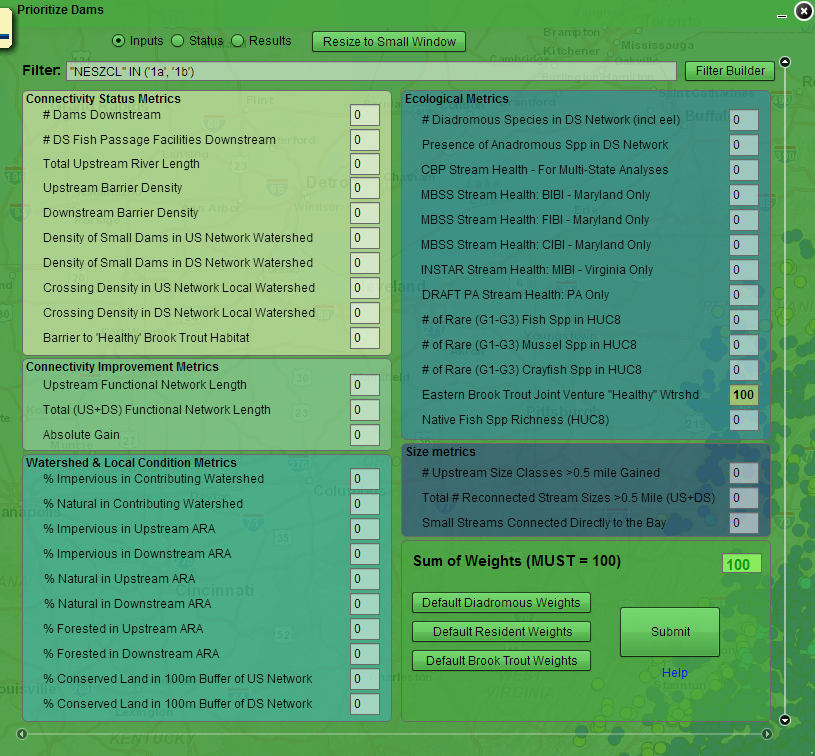 Prioritize Dams
Inputs Status Results Resize to Small Window
Filter: "NESZCL" IN ('1a', '1b') Filter Builder
Connectivity Status Metrics
# Dams Downstream 0
# DS Fish Passage Facilities Downstream 0
Total Upstream River Length 0
Upstream Barrier Density 0
Downstream Barrier Density 0
Density of Small Dams in US Network Watershed 0
Density of Small Dams in DS Network Watershed 0
Crossing Density in US Network Local Watershed 0
Crossing Density in DS Network Local Watershed 0
Barrier to 'Healthy' Brook Trout Habitat 0
Connectivity Improvement Metrics
Upstream Functional Network Length 0
Total (US+DS) Functional Network Length 0
Absolute Gain 0
Watershed & Local Condition Metrics
% Impervious in Contributing Watershed 0
% Natural in Contributing Watershed 0
% Impervious in Upstream ARA 0
% Impervious in Downstream ARA 0
% Natural in Upstream ARA 0
% Natural in Downstream ARA 0
% Forested in Upstream ARA 0
% Forested in Downstream ARA 0
% Conserved Land in 100m Buffer of US Network 0
% Conserved Land in 100m Buffer of DS Network 0
Ecological Metrics
# Diadromous Species in DS Network (incl eel) 0
Presence of Anadromous Spp in DS Network 0
CBP Stream Health - For Multi-State Analyses 0
MBSS Stream Health: BIBI - Maryland Only 0
MBSS Stream Health: FIBI - Maryland Only 0
MBSS Stream Health: CIBI - Maryland Only 0
INSTAR Stream Health: MIBI - Virginia Only 0
DRAFT PA Stream Health: PA Only 0
# of Rare (G1-G3) Fish Spp in HUC8 0
# of Rare (G1-G3) Mussel Spp in HUC8 0
# of Rare (G1-G3) Crayfish Spp in HUC8 0
Eastern Brook Trout Joint Venture "Healthy" Wtrshd 100
Native Fish Spp Richness (HUC8) 0
Size metrics
# Upstream Size Classes >0.5 mile Gained 0
Total # Reconnected Stream Sizes >0.5 Mile (US+DS) 0
Small Streams Connected Directly to the Bay 0
Sum of Weights (MUST = 100) 100
Default Diadromous Weights
Default Resident Weights
Default Brook Trout Weights
Submit
Help
Brampton
Mississauga
Kitchener
Cambridge
Flint
Cincinnati
Pittsburgh
Lexington
KENTUCKY
VIRGINIA
Staunton